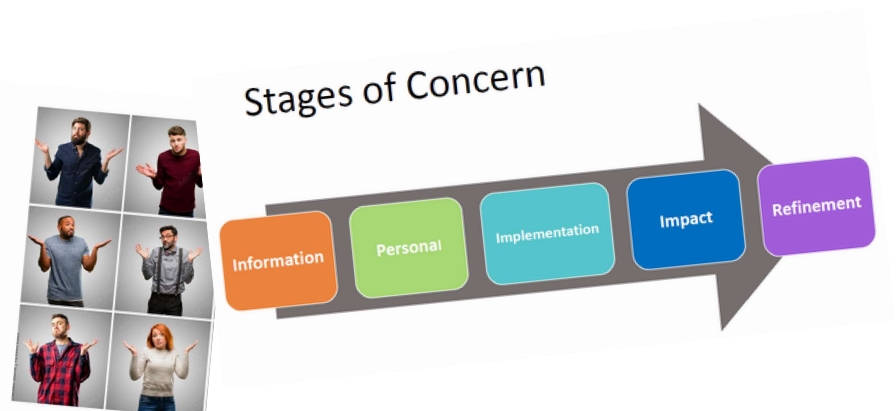 Stages of Concern
Information
Personal
Implementation
Impact
Refinement